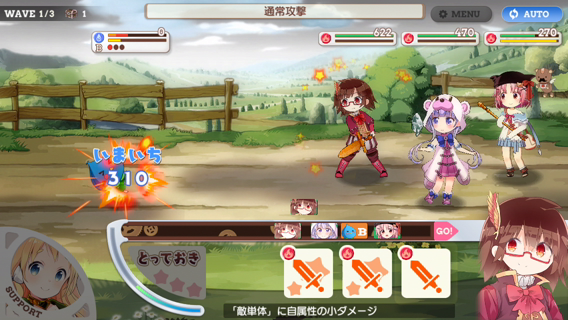 WAVE 1/3
1
通常攻撃
MENU
AUTO
0
B
622
470
270
いまいち
310
B
GO!
とっておき
SUPPORT
「敵単体」に自属性の小ダメージ